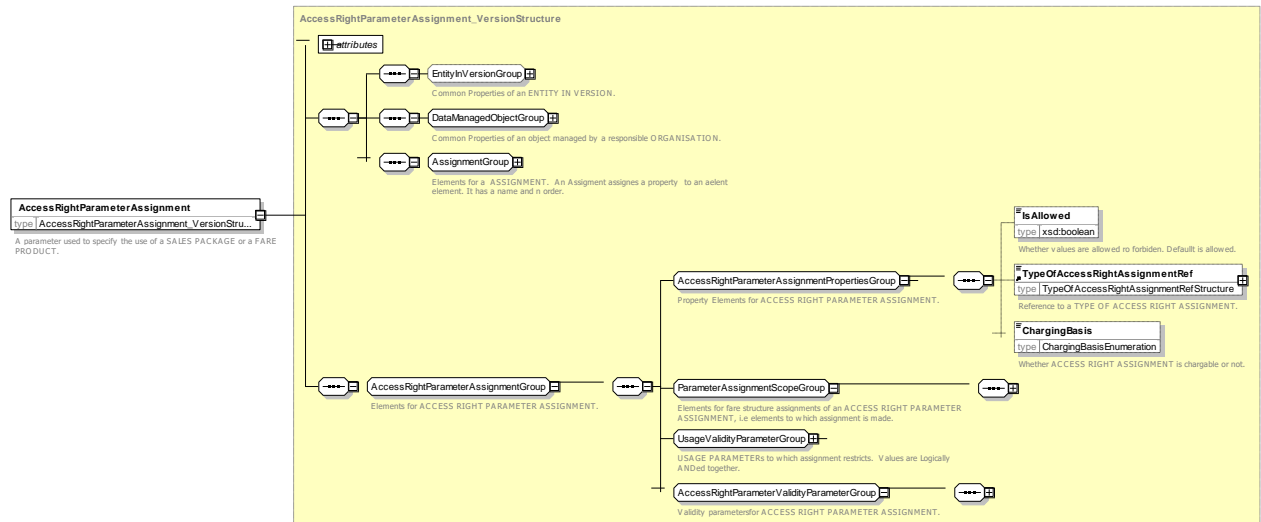 AccessRightParameterAssignment_VersionStructure
attributes
EntityInVersionGroup
Common Properties of an ENTITY IN VERSION.
DataManagedObjectGroup
Common Properties of an object managed by a responsible ORGANISATION.
AssignmentGroup
Elements for a ASSIGNMENT. An Assigment assignes a property to an aelent
element. It has a name and n order.
AccessRightParameterAssignment
type AccessRightParameterAssignment_VersionStru...
A parameter used to specify the use of a SALES PACKAGE or a FARE
PRODUCT.
IsAllowed
type xsd:boolean
Whether values are allowed ro forbiden. Defaullt is allowed.
AccessRightParameterAssignmentPropertiesGroup
Property Elements for ACCESS RIGHT PARAMETER ASSIGNMENT.
TypeOfAccessRightAssignmentRef
type TypeOfAccessRightAssignmentRefStructure
Reference to a TYPE OF ACCESS RIGHT ASSIGNMENT.
ChargingBasis
type ChargingBasisEnumeration
Whether ACCESS RIGHT ASSIGNMENT is chargable or not.
AccessRightParameterAssignmentGroup
Elements for ACCESS RIGHT PARAMETER ASSIGNMENT.
ParameterAssignmentScopeGroup
Elements for fare structure assignments of an ACCESS RIGHT PARAMETER
ASSIGNMENT, i.e elements to which assignment is made.
UsageValidityParameterGroup
USAGE PARAMETERs to which assignment restricts. Values are Logically
ANDed together.
AccessRightParameterValidityParameterGroup
Validity parametersfor ACCESS RIGHT PARAMETER ASSIGNMENT.